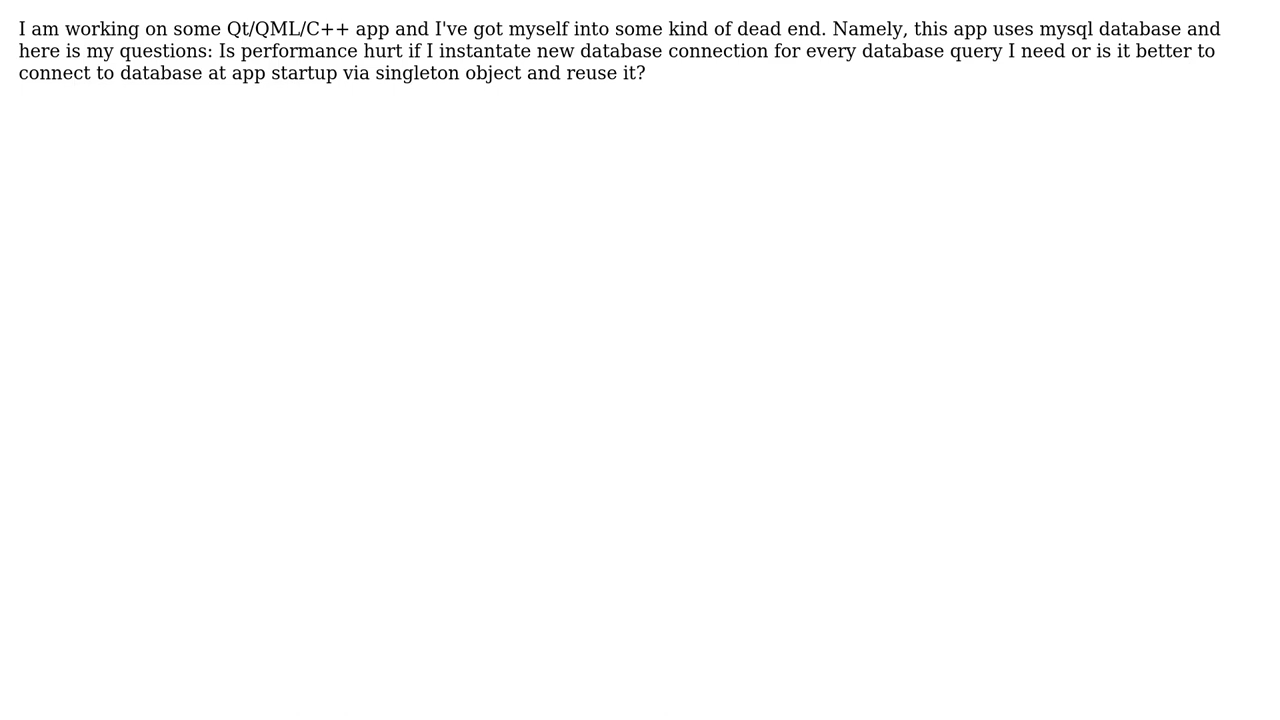 I am working on some Qt/QML/C++ app and I've got myself into some kind of dead end. Namely, this app uses mysql database and
here is my questions: Is performance hurt if I instantate new database connection for every database query I need or is it better to
connect to database at app startup via singleton object and reuse it?